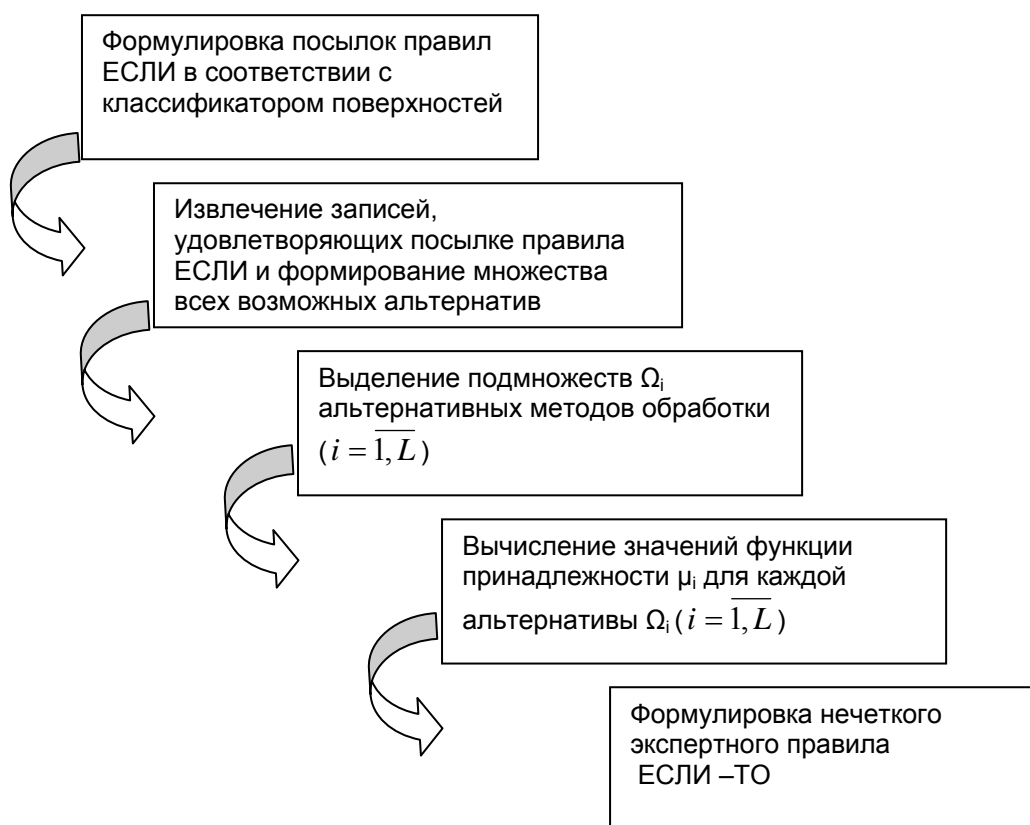 Формулировка посылок правил
ЕСЛИ в соответствии с
классификатором поверхностей
Извлечение записей,
удовлетворяющих посылке правила
ЕСЛИ и формирование множества
всех возможных альтернатив
Выделение подмножеств Ωᵢ
альтернативных методов обработки
(i = 1, L)
Вычисление значений функции
принадлежности μᵢ для каждой
альтернативы Ωᵢ (i = 1, L)
Формулировка нечеткого
экспертного правила
ЕСЛИ –ТО